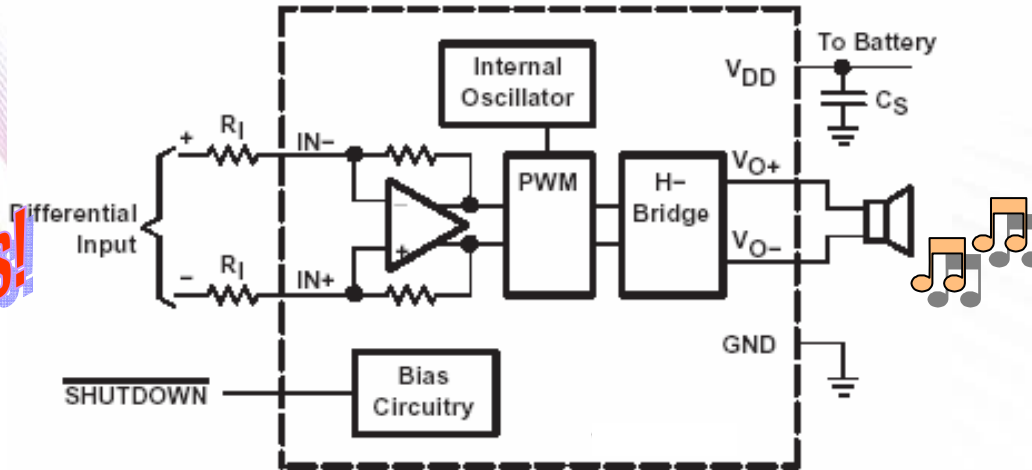 To Battery
Internal
Oscillator
VDD
CS
+
RI
IN−
PWM
H−
Bridge
VO+
−
Differential
Input
s!
+
VO−
−
RI
IN+
GND
SHUTDOWN
Bias
Circuitry